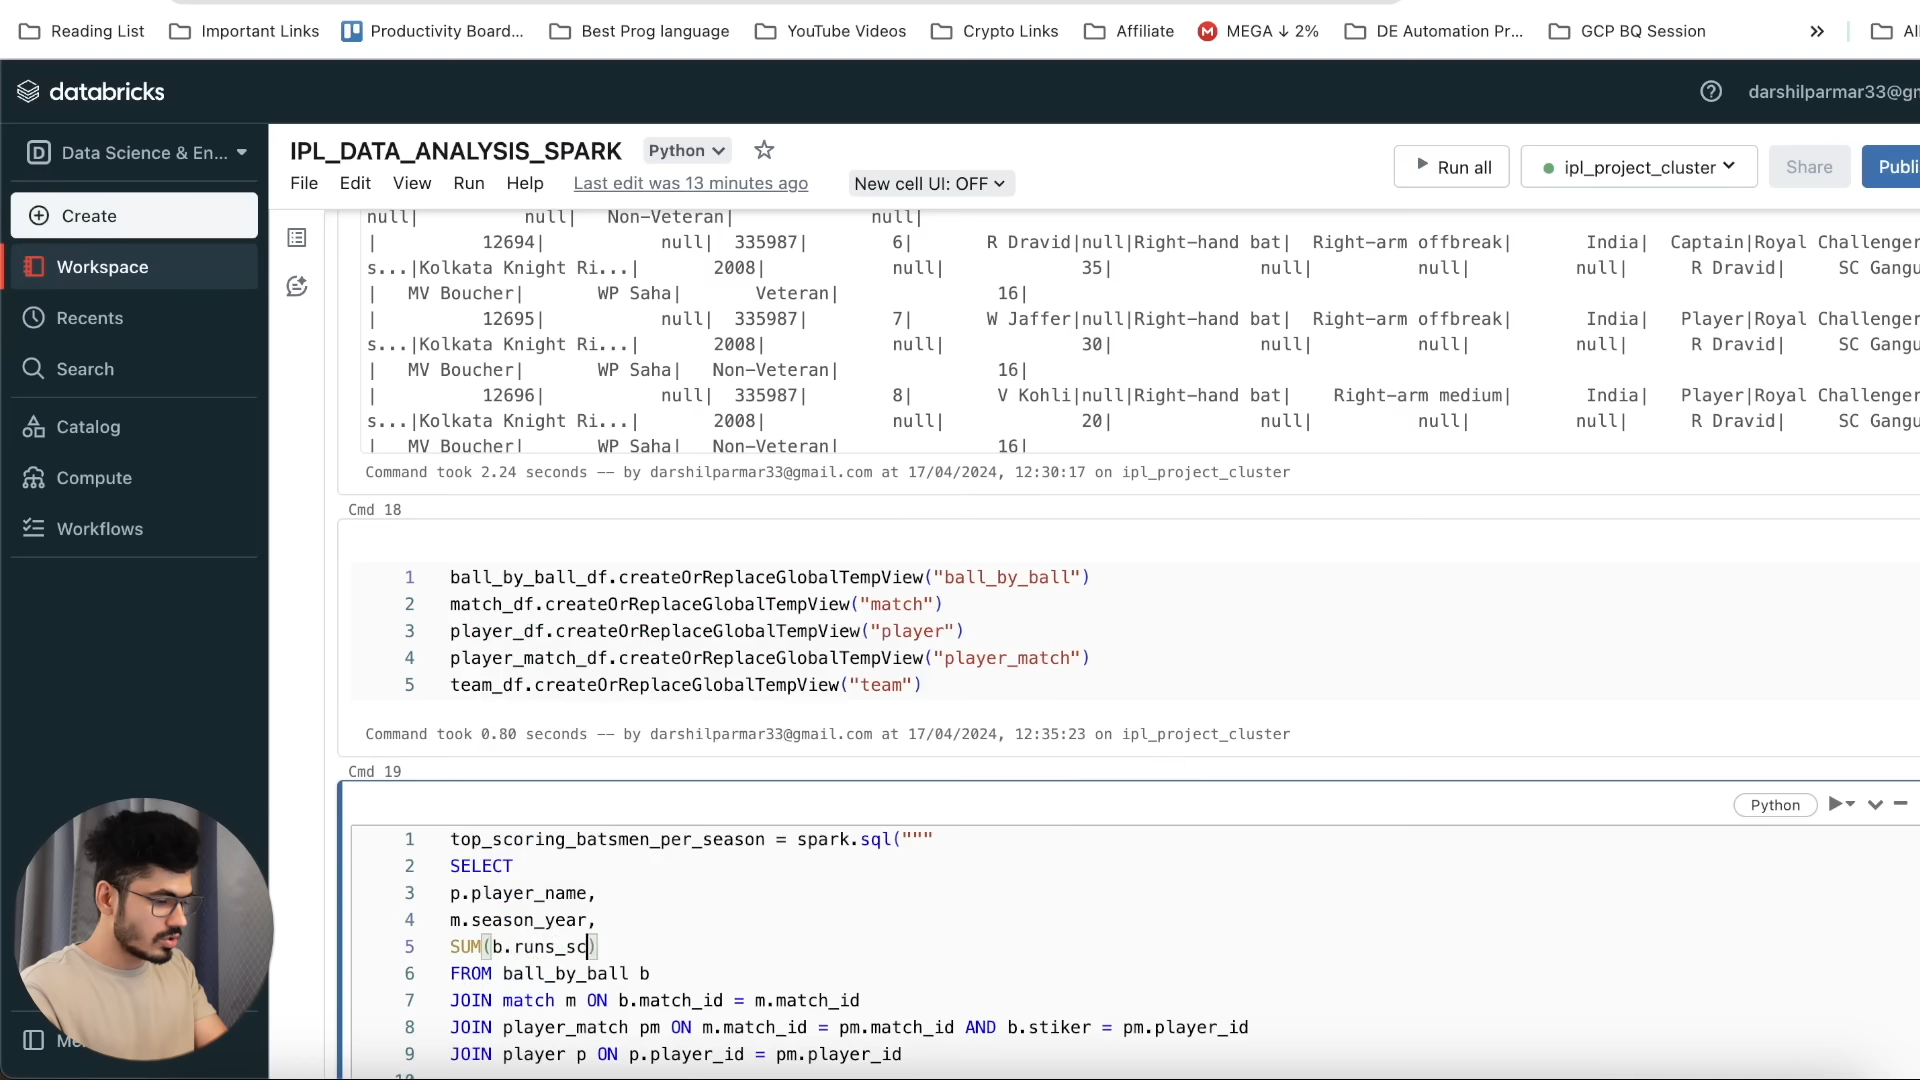 Reading List Important Links Productivity Board... Best Prog language YouTube Videos Crypto Links Affiliate MEGA ↓ 2% DE Automation Pr... GCP BQ Session » All
databricks
darshilparmar33@gm
Data Science & En...
Create
Workspace
Recents
Search
Catalog
Compute
Workflows
IPL_DATA_ANALYSIS_SPARK Python
File Edit View Run Help Last edit was 13 minutes ago New cell UI: OFF
Run all ipl_project_cluster Share Publi
null| null| Non-Veteran| null|
| 12694| null| 335987| 6| R Dravid|null|Right-hand bat| Right-arm offbreak| India| Captain|Royal Challenger
s...|Kolkata Knight Ri...| 2008| null| 35| null| null| null| R Dravid| SC Gangu
| MV Boucher| WP Saha| Veteran| 16|
| 12695| null| 335987| 7| W Jaffer|null|Right-hand bat| Right-arm offbreak| India| Player|Royal Challenger
s...|Kolkata Knight Ri...| 2008| null| 30| null| null| null| R Dravid| SC Gangu
| MV Boucher| WP Saha| Non-Veteran| 16|
| 12696| null| 335987| 8| V Kohli|null|Right-hand bat| Right-arm medium| India| Player|Royal Challenger
s...|Kolkata Knight Ri...| 2008| null| 20| null| null| null| R Dravid| SC Gangu
| MV Boucher| WP Saha| Non-Veteran| 16|
Command took 2.24 seconds -- by darshilparmar33@gmail.com at 17/04/2024, 12:30:17 on ipl_project_cluster
Cmd 18
1 ball_by_ball_df.createOrReplaceGlobalTempView("ball_by_ball")
2 match_df.createOrReplaceGlobalTempView("match")
3 player_df.createOrReplaceGlobalTempView("player")
4 player_match_df.createOrReplaceGlobalTempView("player_match")
5 team_df.createOrReplaceGlobalTempView("team")
Command took 0.80 seconds -- by darshilparmar33@gmail.com at 17/04/2024, 12:35:23 on ipl_project_cluster
Cmd 19
Python
1 top_scoring_batsmen_per_season = spark.sql("""
2 SELECT
3 p.player_name,
4 m.season_year,
5 SUM(b.runs_sc)
6 FROM ball_by_ball b
7 JOIN match m ON b.match_id = m.match_id
8 JOIN player_match pm ON m.match_id = pm.match_id AND b.stiker = pm.player_id
9 JOIN player p ON p.player_id = pm.player_id
10